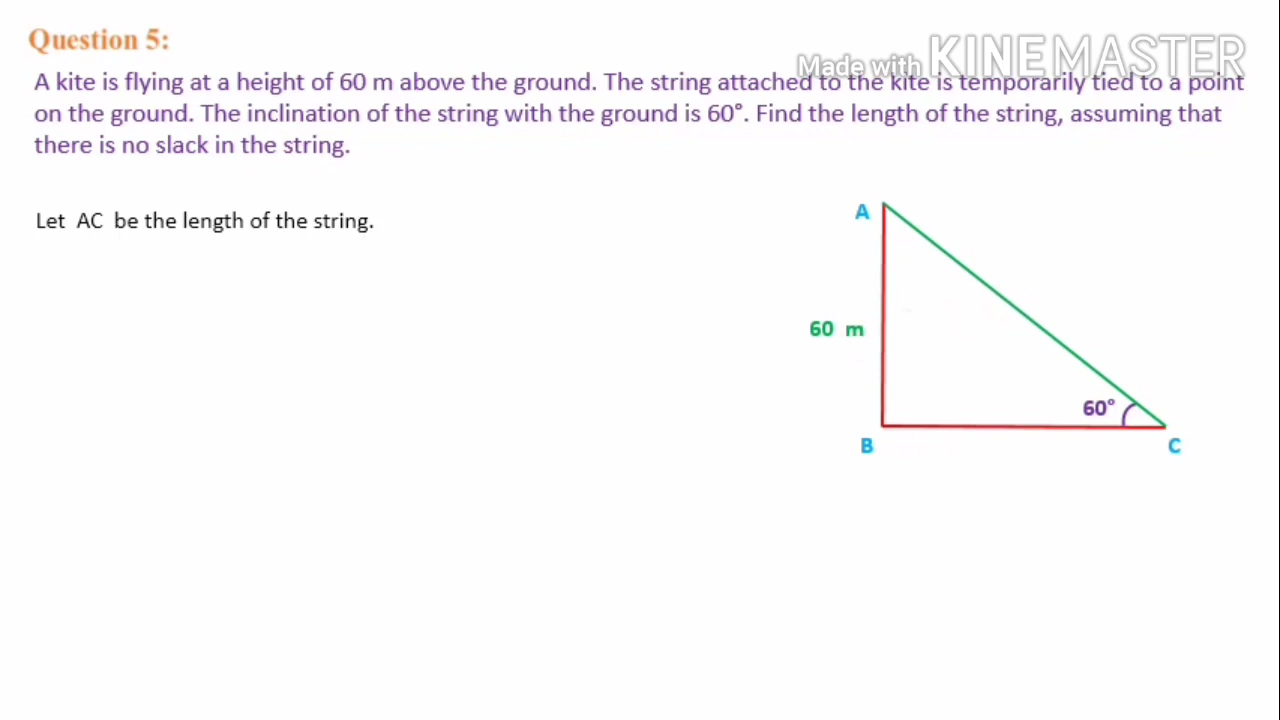 Question 5:
Made with KINEMASTER
A kite is flying at a height of 60 m above the ground. The string attached to the kite is temporarily tied to a point
on the ground. The inclination of the string with the ground is 60°. Find the length of the string, assuming that
there is no slack in the string.
Let AC be the length of the string.
A
60 m
60°
B
C